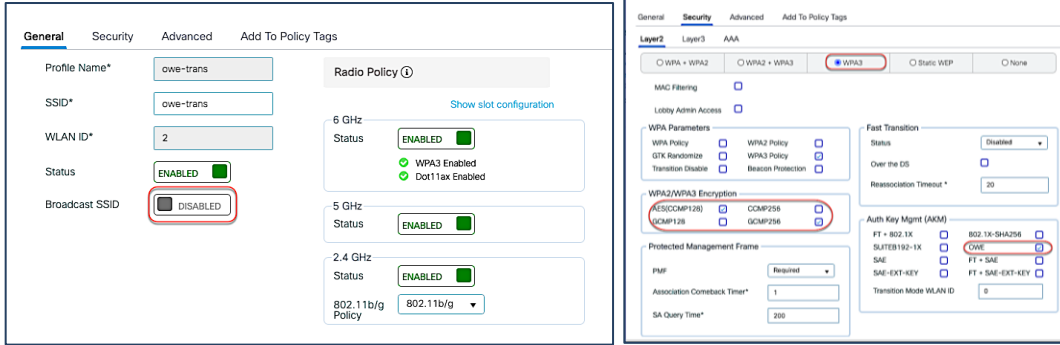 General Security Advanced Add To Policy Tags
Profile Name* owe-trans
SSID* owe-trans
WLAN ID* 2
Status ENABLED
Broadcast SSID DISABLED
Radio Policy
Show slot configuration
6 GHz
Status ENABLED
WPA3 Enabled
Dot11ax Enabled
5 GHz
Status ENABLED
2.4 GHz
Status ENABLED
802.11b/g Policy 802.11b/g
General Security Advanced Add To Policy Tags
Layer2 Layer3 AAA
WPA + WPA2 WPA2 + WPA3 WPA3 Static WEP None
MAC Filtering
Lobby Admin Access
WPA Parameters
WPA Policy WPA2 Policy
GTK Randomize WPA3 Policy
Transition Disable Beacon Protection
WPA2/WPA3 Encryption
AES(CCMP128) CCMP256
GCMP128 GCMP256
Protected Management Frame
PMF Required
Association Comeback Timer* 1
SA Query Time* 200
Fast Transition
Status Disabled
Over the DS
Reassociation Timeout * 20
Auth Key Mgmt (AKM)
FT + 802.1X 802.1X-SHA256
SUITEB192-1X OWE
SAE FT + SAE
SAE-EXT-KEY FT + SAE-EXT-KEY
Transition Mode WLAN ID 0